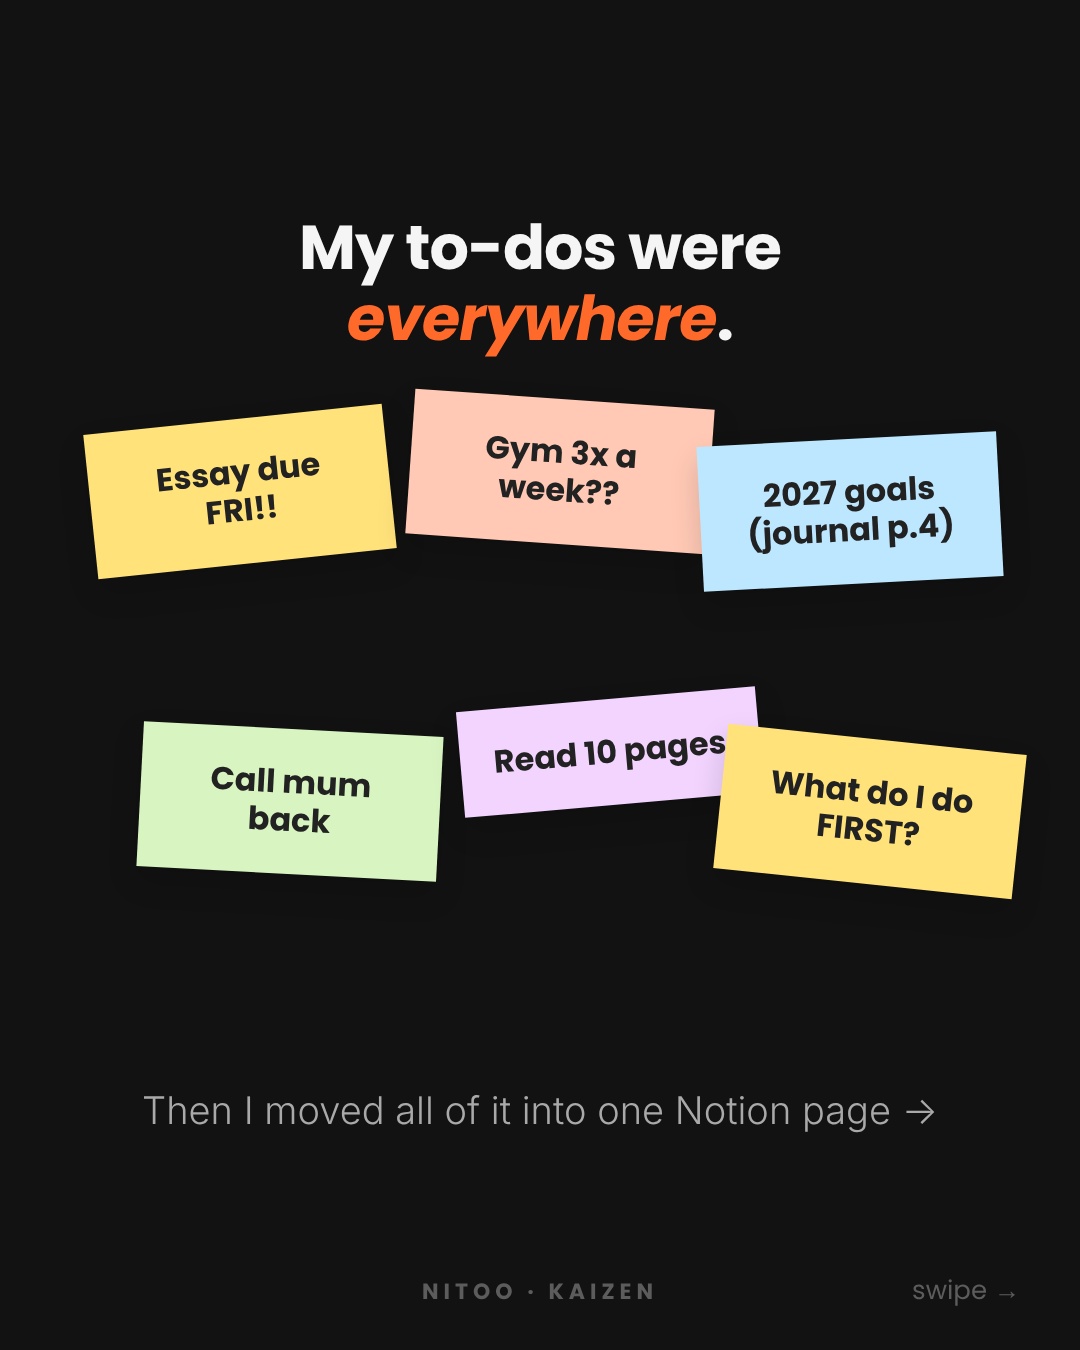 My to-dos were
everywhere.
Essay due
FRI!!
Gym 3x a
week??
2027 goals
(journal p.4)
Call mum
back
Read 10 pages
What do I do
FIRST?
Then I moved all of it into one Notion page →
NITOO · KAIZEN
swipe →